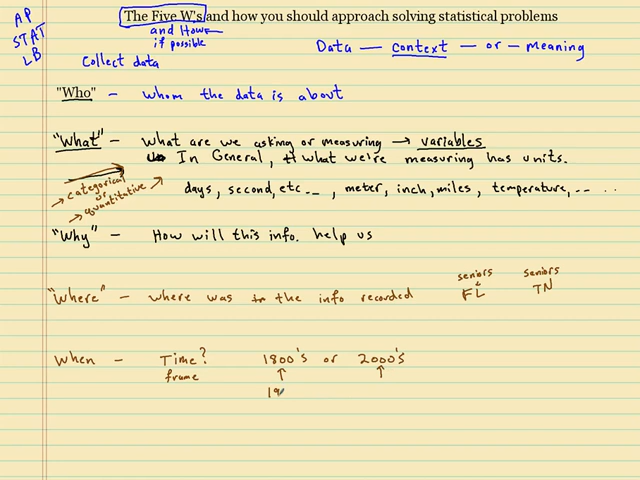 AP
STAT
LB
The Five W's and how you should approach solving statistical problems
and How
if possible
Data — context — or — meaning
Collect data
"Who" - whom the data is about
"What" - what are we asking or measuring → variables
In General, if what we're measuring has units.
→ categorical
or
→ quantitative
days, second, etc..., meter, inch, miles, temperature, ... ...
"Why" - How will this info. help us
seniors seniors
FL TN
"Where" - where was the info recorded
When - Time? 1800's or 2000's
frame
19